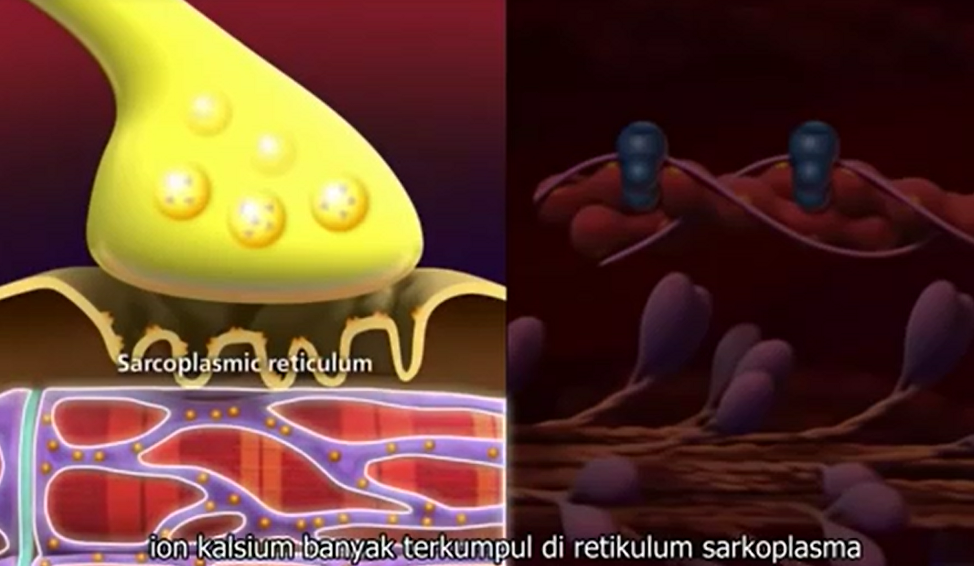 Sarcoplasmic reticulum
ion kalsium banyak terkumpul di retikulum sarkoplasma